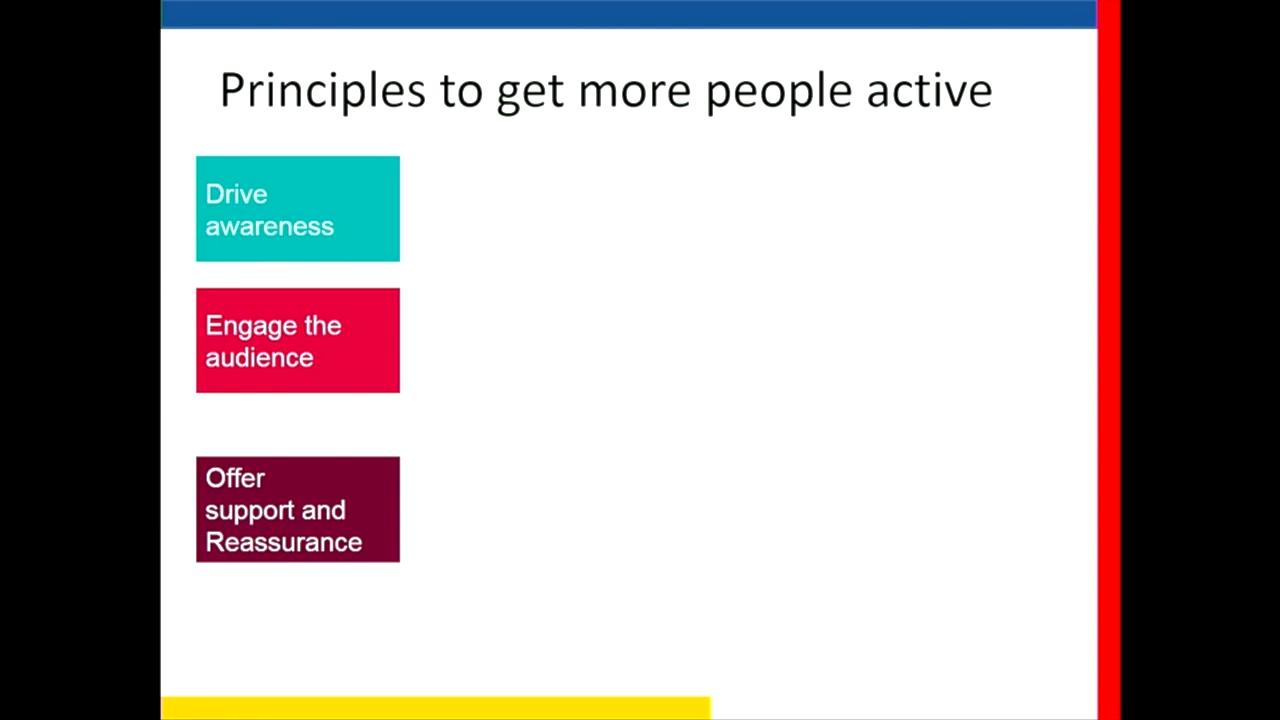 Principles to get more people active
Drive
awareness
Engage the
audience
Offer
support and
Reassurance